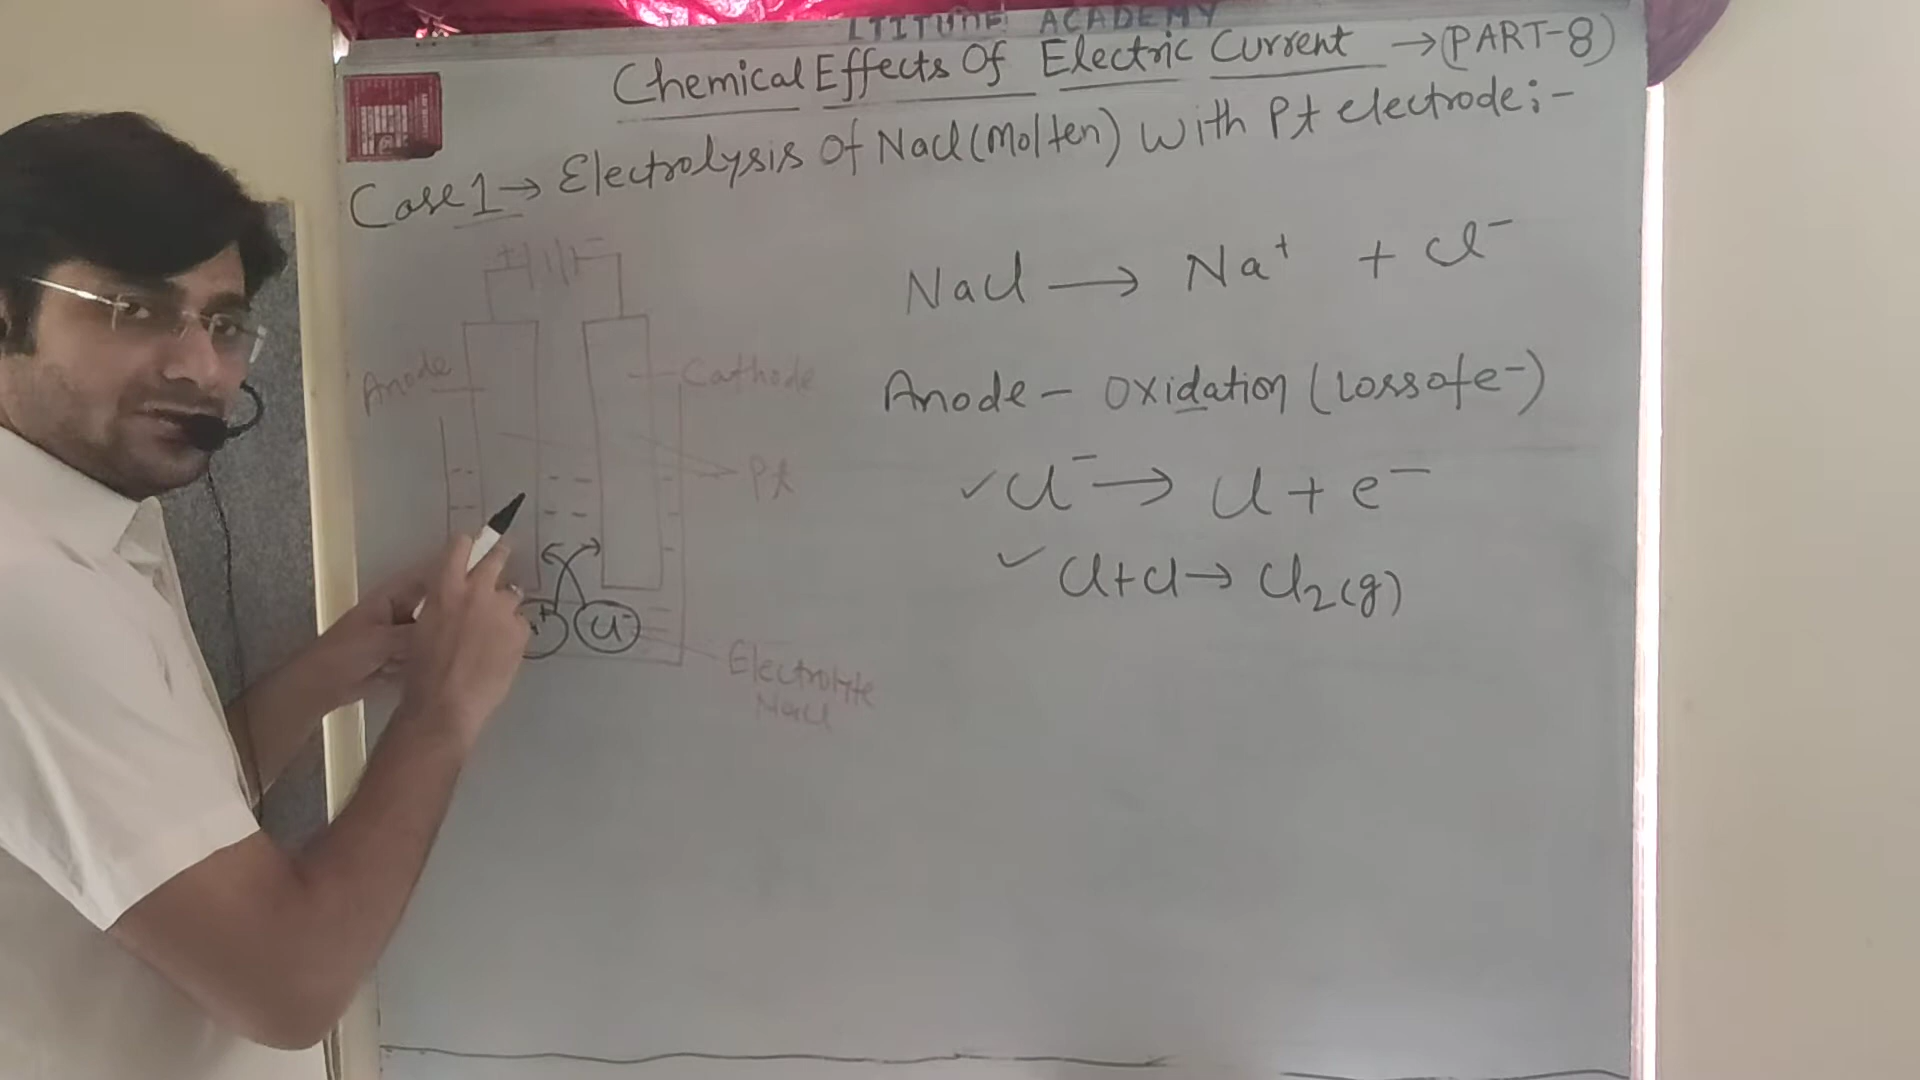 LTITUDE ACADEMY
Chemical Effects Of Electric Current → (PART-8)
Case 1 → Electrolysis Of Nacl (Molten) With Pt electrode:-
+ −
NaCl → Na⁺ + Cl⁻
Anode
Cathode
Anode - Oxidation (Loss of e⁻)
Pt
✓ Cl⁻ → Cl + e⁻
✓ Cl + Cl → Cl₂(g)
+ Cl⁻
Electrolyte
NaCl